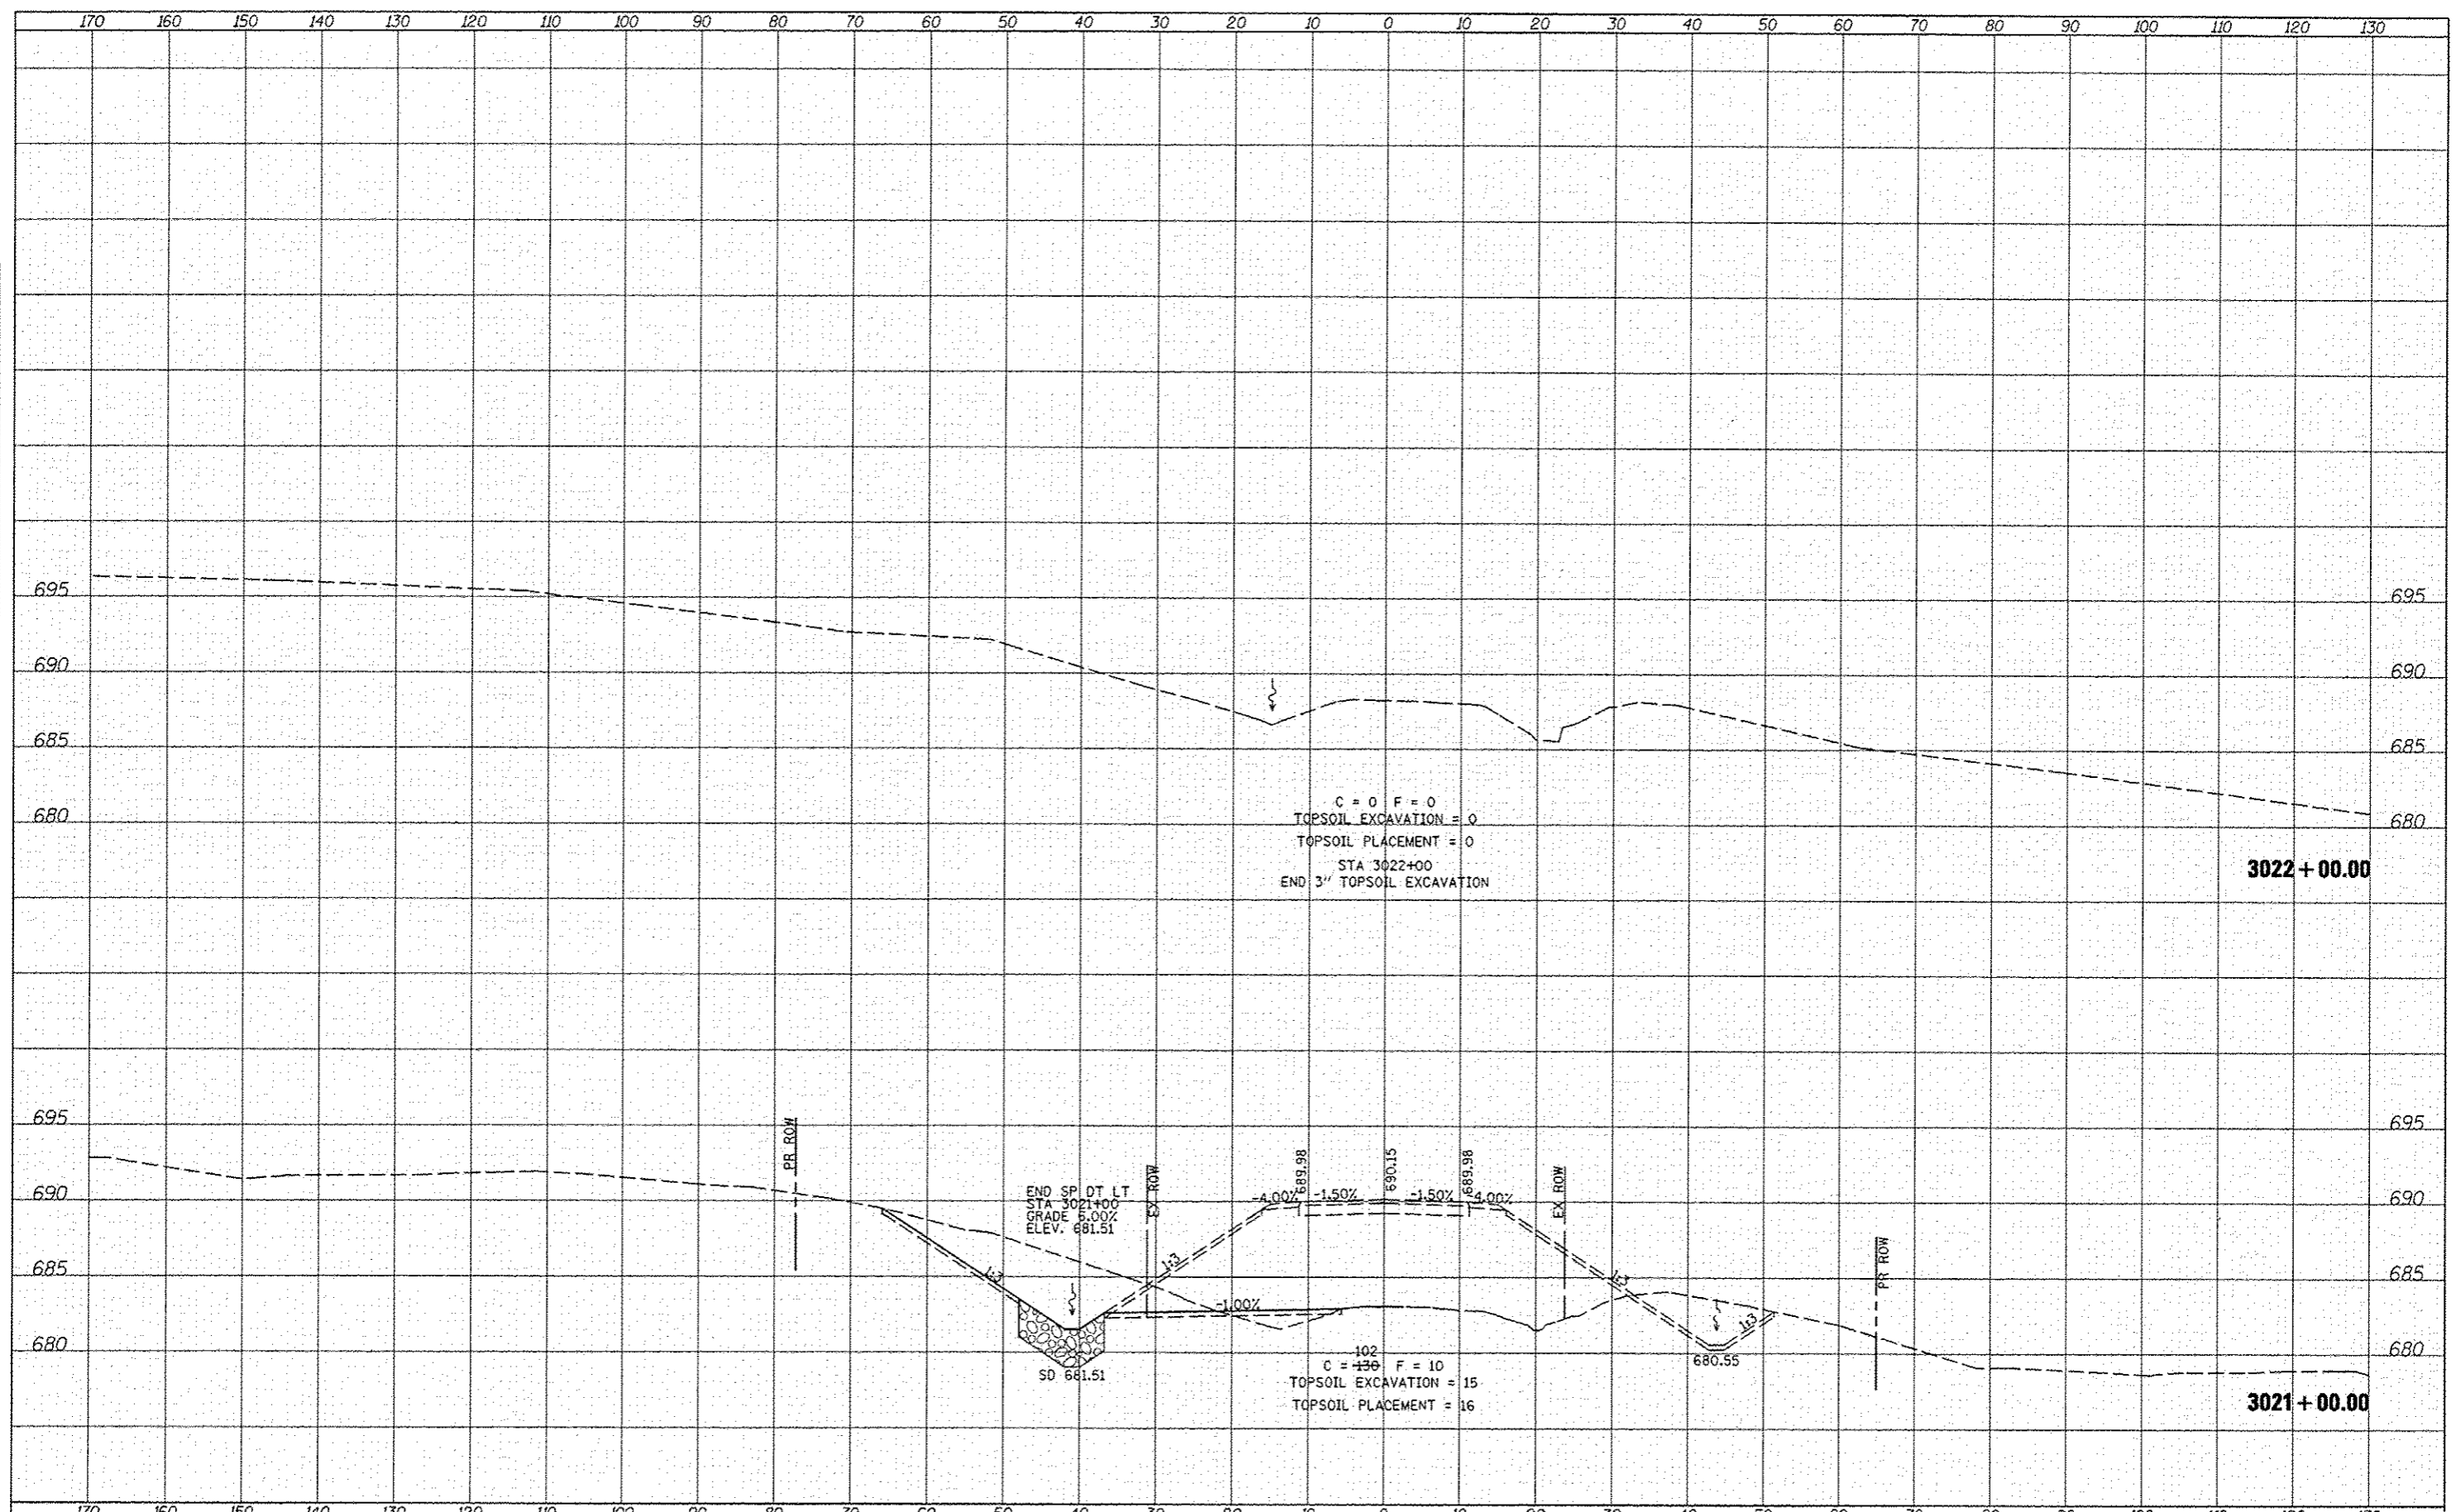 170 160 150 140 130 120 110 100 90 80 70 60 50 40 30 20 10 0 10 20 30 40 50 60 70 80 90 100 110 120 130
695 695
690 690
685 685
680 680
C = 0 F = 0
TOPSOIL EXCAVATION = 0
TOPSOIL PLACEMENT = 0
STA 3022+00
END 3" TOPSOIL EXCAVATION
3022+00.00
695 695
PR ROW
EX ROW
689.98
690.15
689.98
EX ROW
PR ROW
690 690
END SP DT LT
STA 3021+00
GRADE 6.00%
ELEV. 681.51
-4.00% -1.50% -1.50% -4.00%
685 685
1:3 1:3 1:3 1:3
-1.00%
680 680
SD 681.51
680.55
102
C = 130 F = 10
TOPSOIL EXCAVATION = 15
TOPSOIL PLACEMENT = 16
3021+00.00